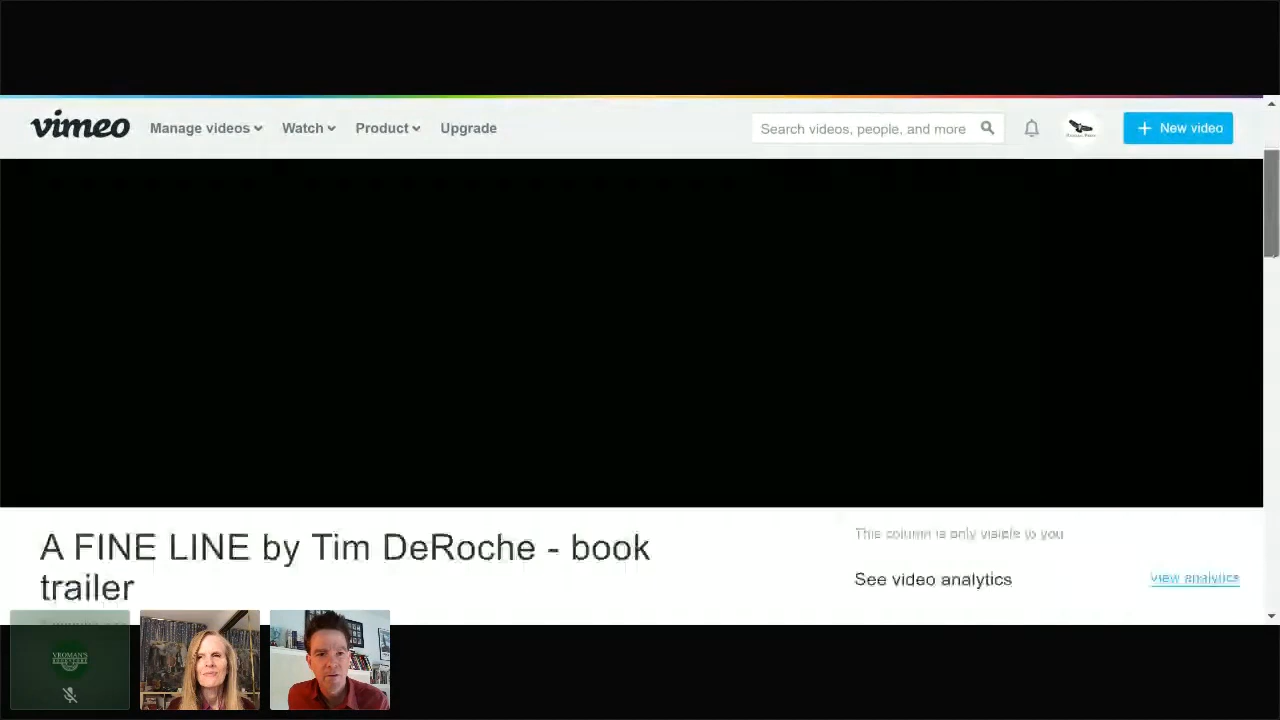 vimeo
Manage videos
Watch
Product
Upgrade
Search videos, people, and more
+ New video
A FINE LINE by Tim DeRoche - book
trailer
This column is only visible to you
See video analytics
View analytics
VROMAN'S